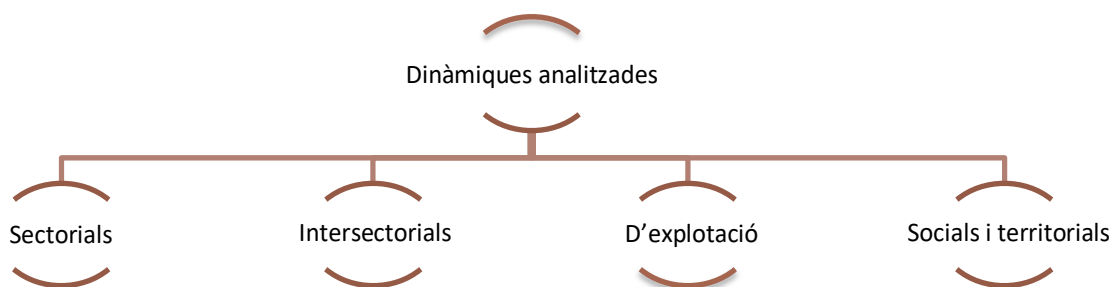 Dinàmiques analitzades
Sectorials
Intersectorials
D’explotació
Socials i territorials